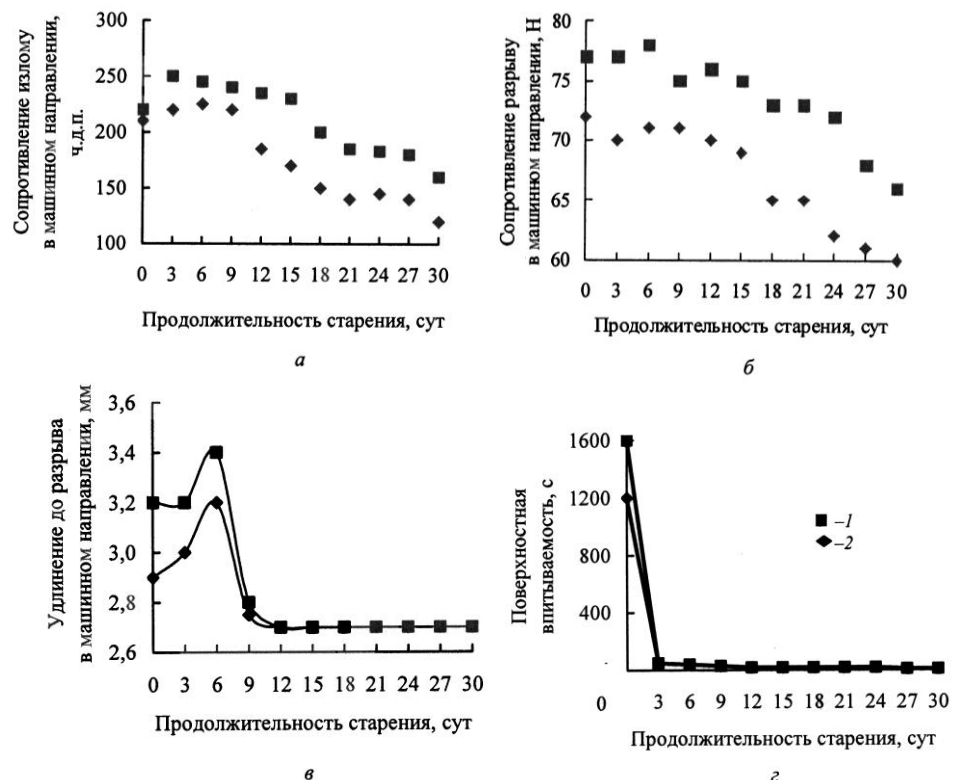 Сопротивление излому
в машинном направлении,
ч.д.п.
300
250
200
150
100
0 3 6 9 12 15 18 21 24 27 30
Продолжительность старения, сут
а
Сопротивление разрыву
в машинном направлении, Н
80
75
70
65
60
0 3 6 9 12 15 18 21 24 27 30
Продолжительность старения, сут
б
Удлинение до разрыва
в машинном направлении, мм
3,6
3,4
3,2
3,0
2,8
2,6
0 3 6 9 12 15 18 21 24 27 30
Продолжительность старения, сут
в
Поверхностная
впитываемость, с
1600
1200
800
400
–1
–2
0 3 6 9 12 15 18 21 24 27 30
Продолжительность старения, сут
г